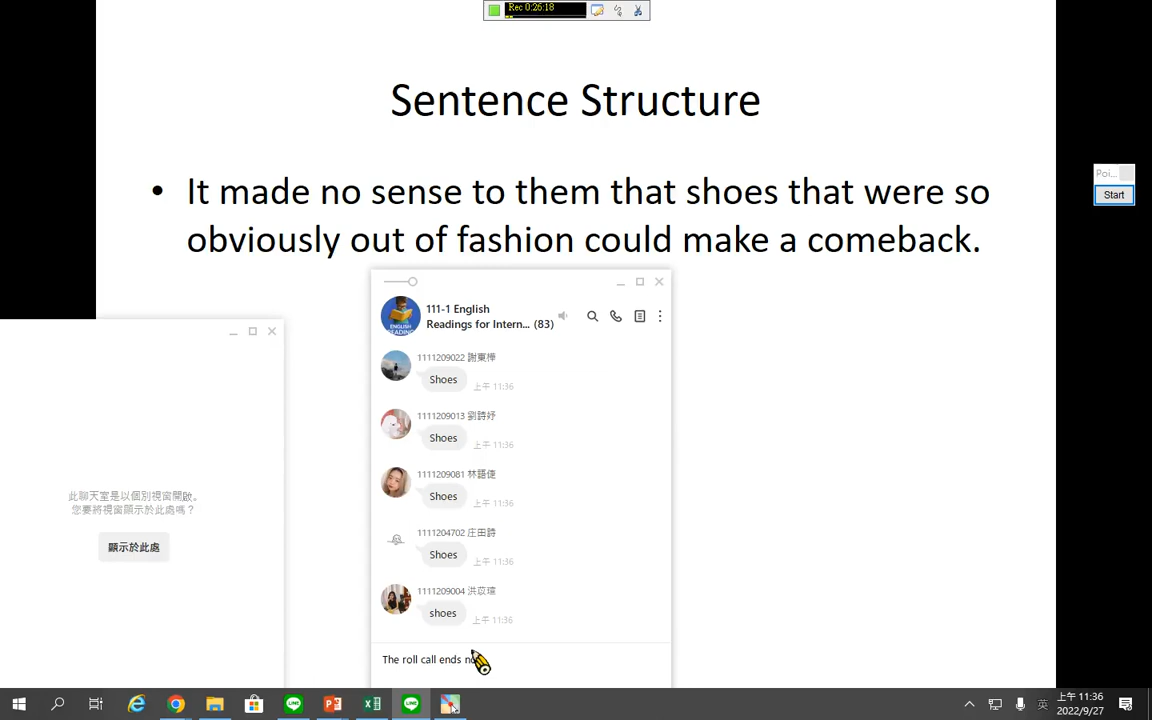 Rec 0:26:18
Sentence Structure
• It made no sense to them that shoes that were so
obviously out of fashion could make a comeback.
Poi...
Start
111-1 English
Readings for Intern... (83)
ENGLISH
READING
1111209022 謝東樺
Shoes
上午 11:36
1111209013 劉詩妤
Shoes
上午 11:36
1111209081 林語倢
Shoes
上午 11:36
1111204702 庄田詩
Shoes
上午 11:36
1111209004 洪苡瑄
shoes
上午 11:36
The roll call ends
此聊天室是以個別視窗開啟。
您要將視窗顯示於此處嗎？
顯示於此處
英
上午 11:36
2022/9/27